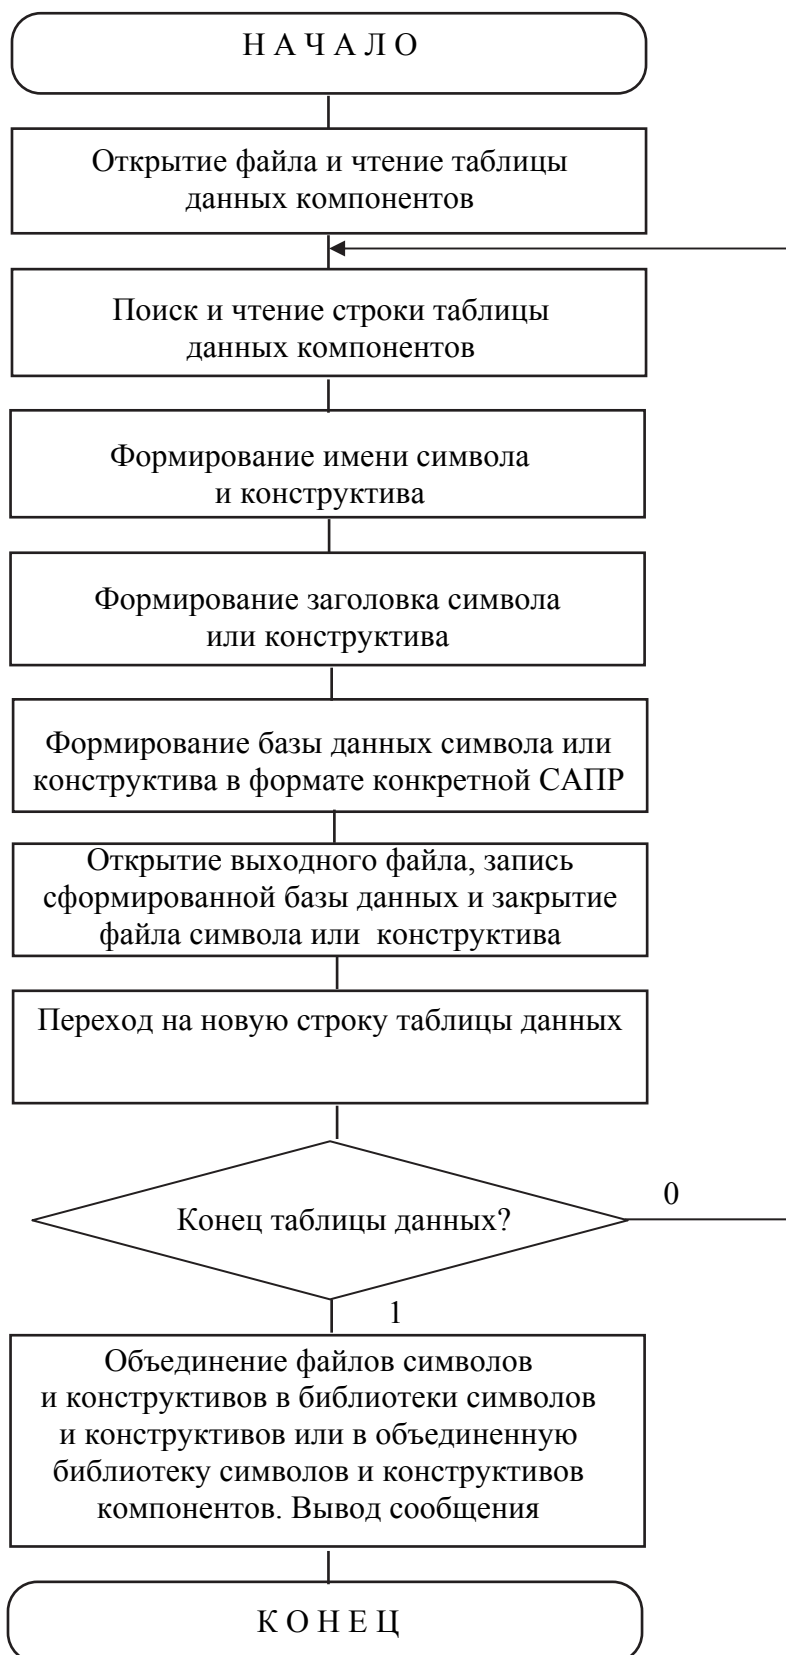 Н А Ч А Л О
Открытие файла и чтение таблицы
данных компонентов
Поиск и чтение строки таблицы
данных компонентов
Формирование имени символа
и конструктива
Формирование заголовка символа
или конструктива
Формирование базы данных символа или
конструктива в формате конкретной САПР
Открытие выходного файла, запись
сформированной базы данных и закрытие
файла символа или конструктива
Переход на новую строку таблицы данных
0
Конец таблицы данных?
1
Объединение файлов символов
и конструктивов в библиотеки символов
и конструктивов или в объединенную
библиотеку символов и конструктивов
компонентов. Вывод сообщения
К О Н Е Ц